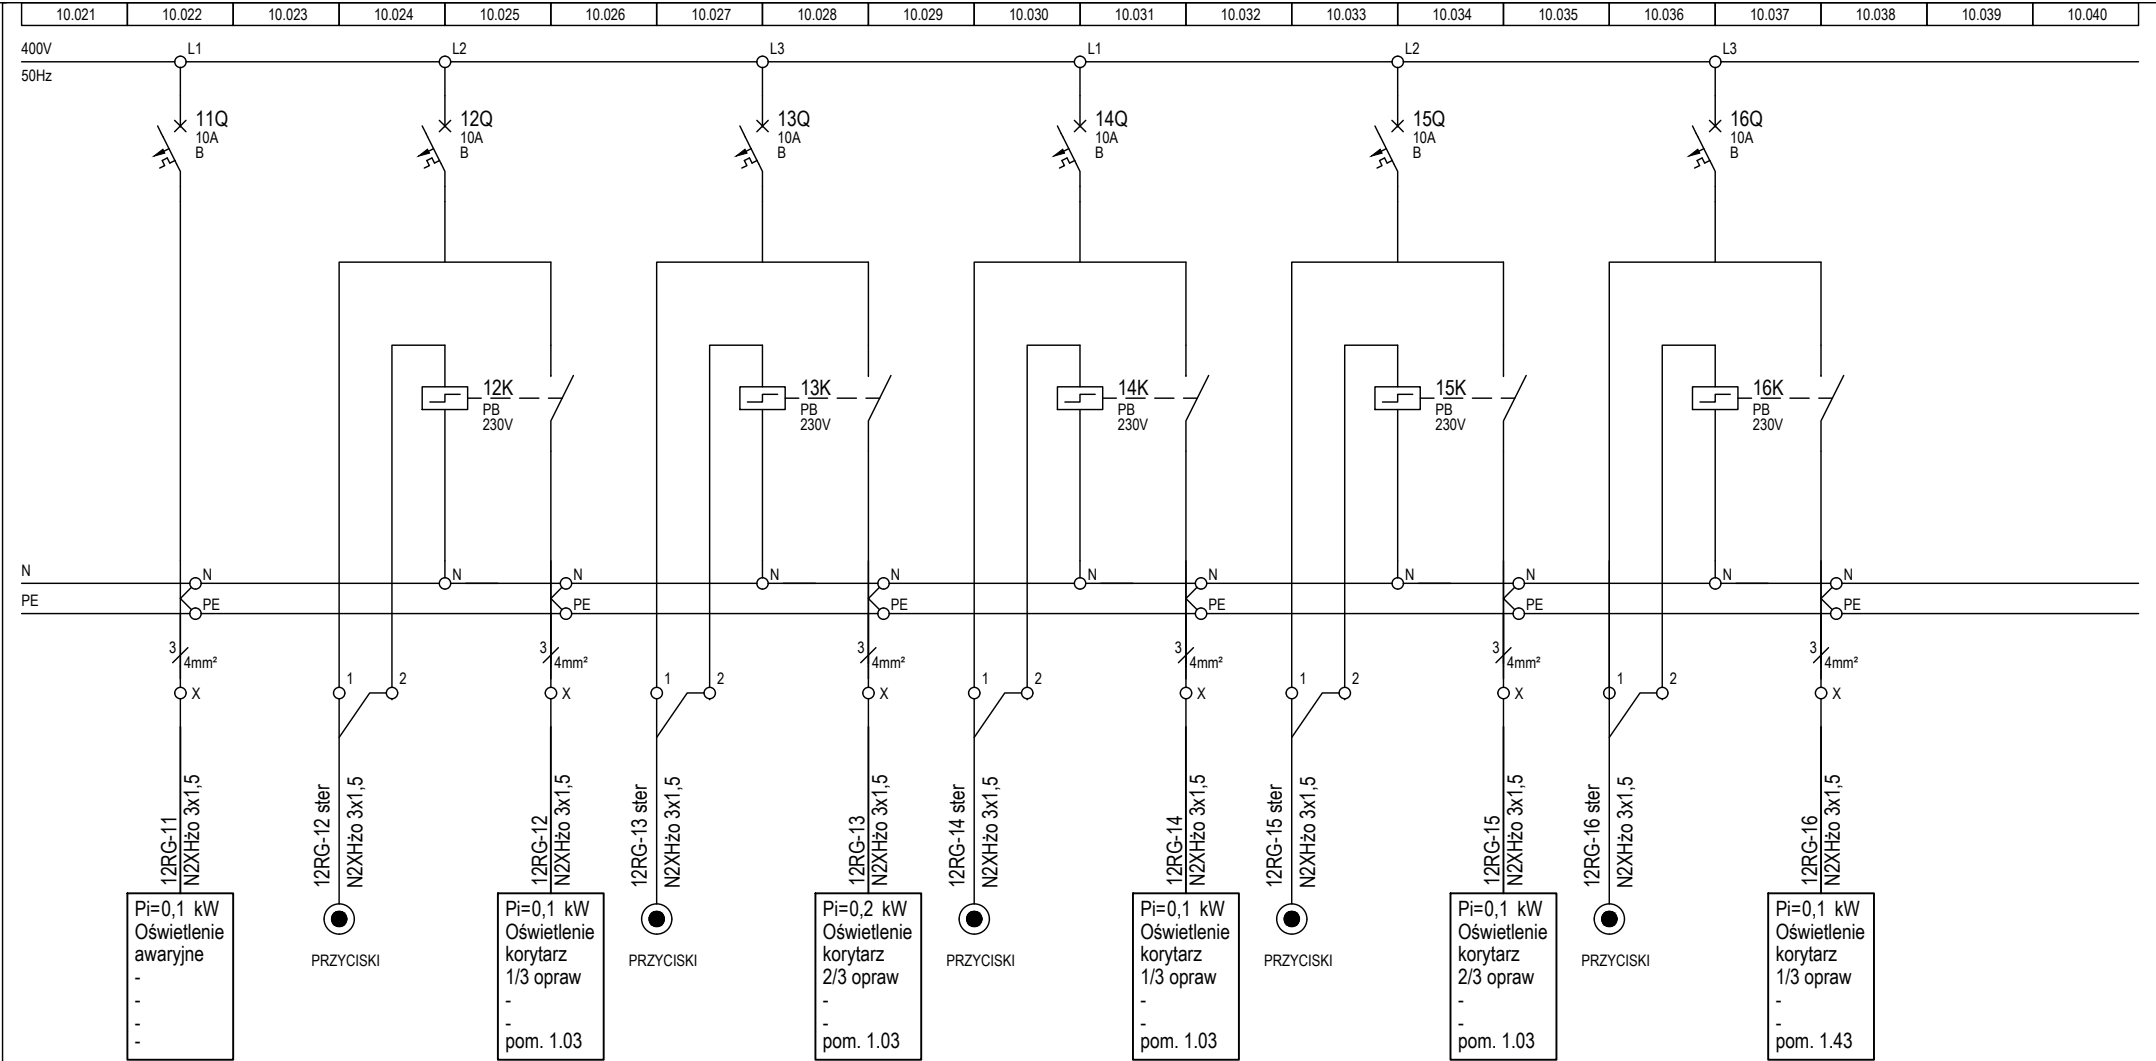 10.021 10.022 10.023 10.024 10.025 10.026 10.027 10.028 10.029 10.030 10.031 10.032 10.033 10.034 10.035 10.036 10.037 10.038 10.039 10.040
400V L1 L2 L3 L1 L2 L3
50Hz
11Q 12Q 13Q 14Q 15Q 16Q
10A 10A 10A 10A 10A 10A
B B B B B B
12K 13K 14K 15K 16K
PB PB PB PB PB
230V 230V 230V 230V 230V
N N N N N N N N N N N N
PE PE PE PE PE PE PE
3 3 3 3 3 3
4mm² 4mm² 4mm² 4mm² 4mm² 4mm²
X 1 2 X 1 2 X 1 2 X 1 2 X 1 2 X
12RG-11
N2XHżo 3x1,5
12RG-12 ster
N2XHżo 3x1,5
12RG-12
N2XHżo 3x1,5
12RG-13 ster
N2XHżo 3x1,5
12RG-13
N2XHżo 3x1,5
12RG-14 ster
N2XHżo 3x1,5
12RG-14
N2XHżo 3x1,5
12RG-15 ster
N2XHżo 3x1,5
12RG-15
N2XHżo 3x1,5
12RG-16 ster
N2XHżo 3x1,5
12RG-16
N2XHżo 3x1,5
Pi=0,1 kW
Oświetlenie
awaryjne
-
-
-
-
PRZYCISKI
Pi=0,1 kW
Oświetlenie
korytarz
1/3 opraw
-
-
pom. 1.03
PRZYCISKI
Pi=0,2 kW
Oświetlenie
korytarz
2/3 opraw
-
-
pom. 1.03
PRZYCISKI
Pi=0,1 kW
Oświetlenie
korytarz
1/3 opraw
-
-
pom. 1.03
PRZYCISKI
Pi=0,1 kW
Oświetlenie
korytarz
2/3 opraw
-
-
pom. 1.03
PRZYCISKI
Pi=0,1 kW
Oświetlenie
korytarz
1/3 opraw
-
-
pom. 1.43